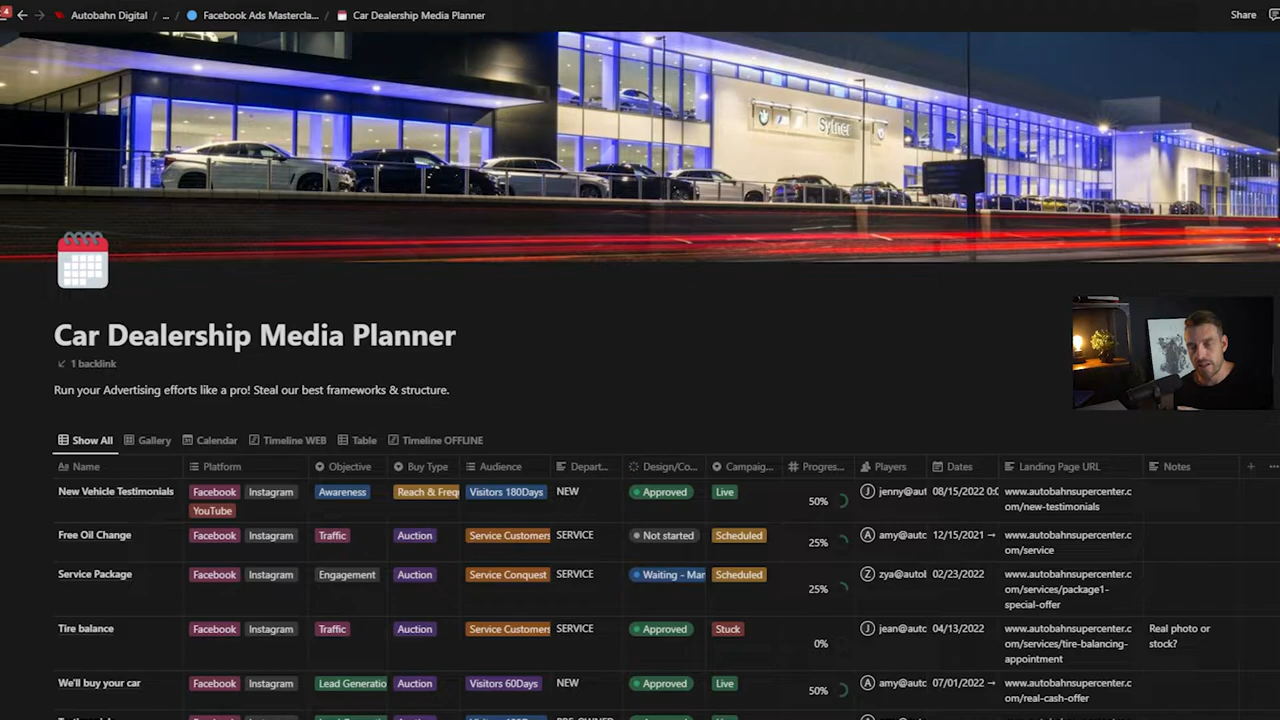 4
Autobahn Digital / ... / Facebook Ads Mastercla... / Car Dealership Media Planner
Share
Sytner
Car Dealership Media Planner
1 backlink
Run your Advertising efforts like a pro! Steal our best frameworks & structure.
Show All Gallery Calendar Timeline WEB Table Timeline OFFLINE
Name Platform Objective Buy Type Audience Depart... Design/Co... Campaig... Progres... Players Dates Landing Page URL Notes
New Vehicle Testimonials Facebook Instagram Awareness Reach & Freq Visitors 180Days NEW Approved Live 50% J jenny@aut 08/15/2022 0:0 www.autobahnsupercenter.c
YouTube om/new-testimonials
Free Oil Change Facebook Instagram Traffic Auction Service Customers SERVICE Not started Scheduled 25% A amy@autc 12/15/2021 → www.autobahnsupercenter.c
om/service
Service Package Facebook Instagram Engagement Auction Service Conquest SERVICE Waiting - Mar Scheduled 25% Z zya@autol 02/23/2022 www.autobahnsupercenter.c
om/services/package1-
special-offer
Tire balance Facebook Instagram Traffic Auction Service Customers SERVICE Approved Stuck 0% J jean@autc 04/13/2022 www.autobahnsupercenter.c Real photo or
om/services/tire-balancing- stock?
appointment
We'll buy your car Facebook Instagram Lead Generatio Auction Visitors 60Days NEW Approved Live 50% A amy@autc 07/01/2022 → www.autobahnsupercenter.c
om/real-cash-offer